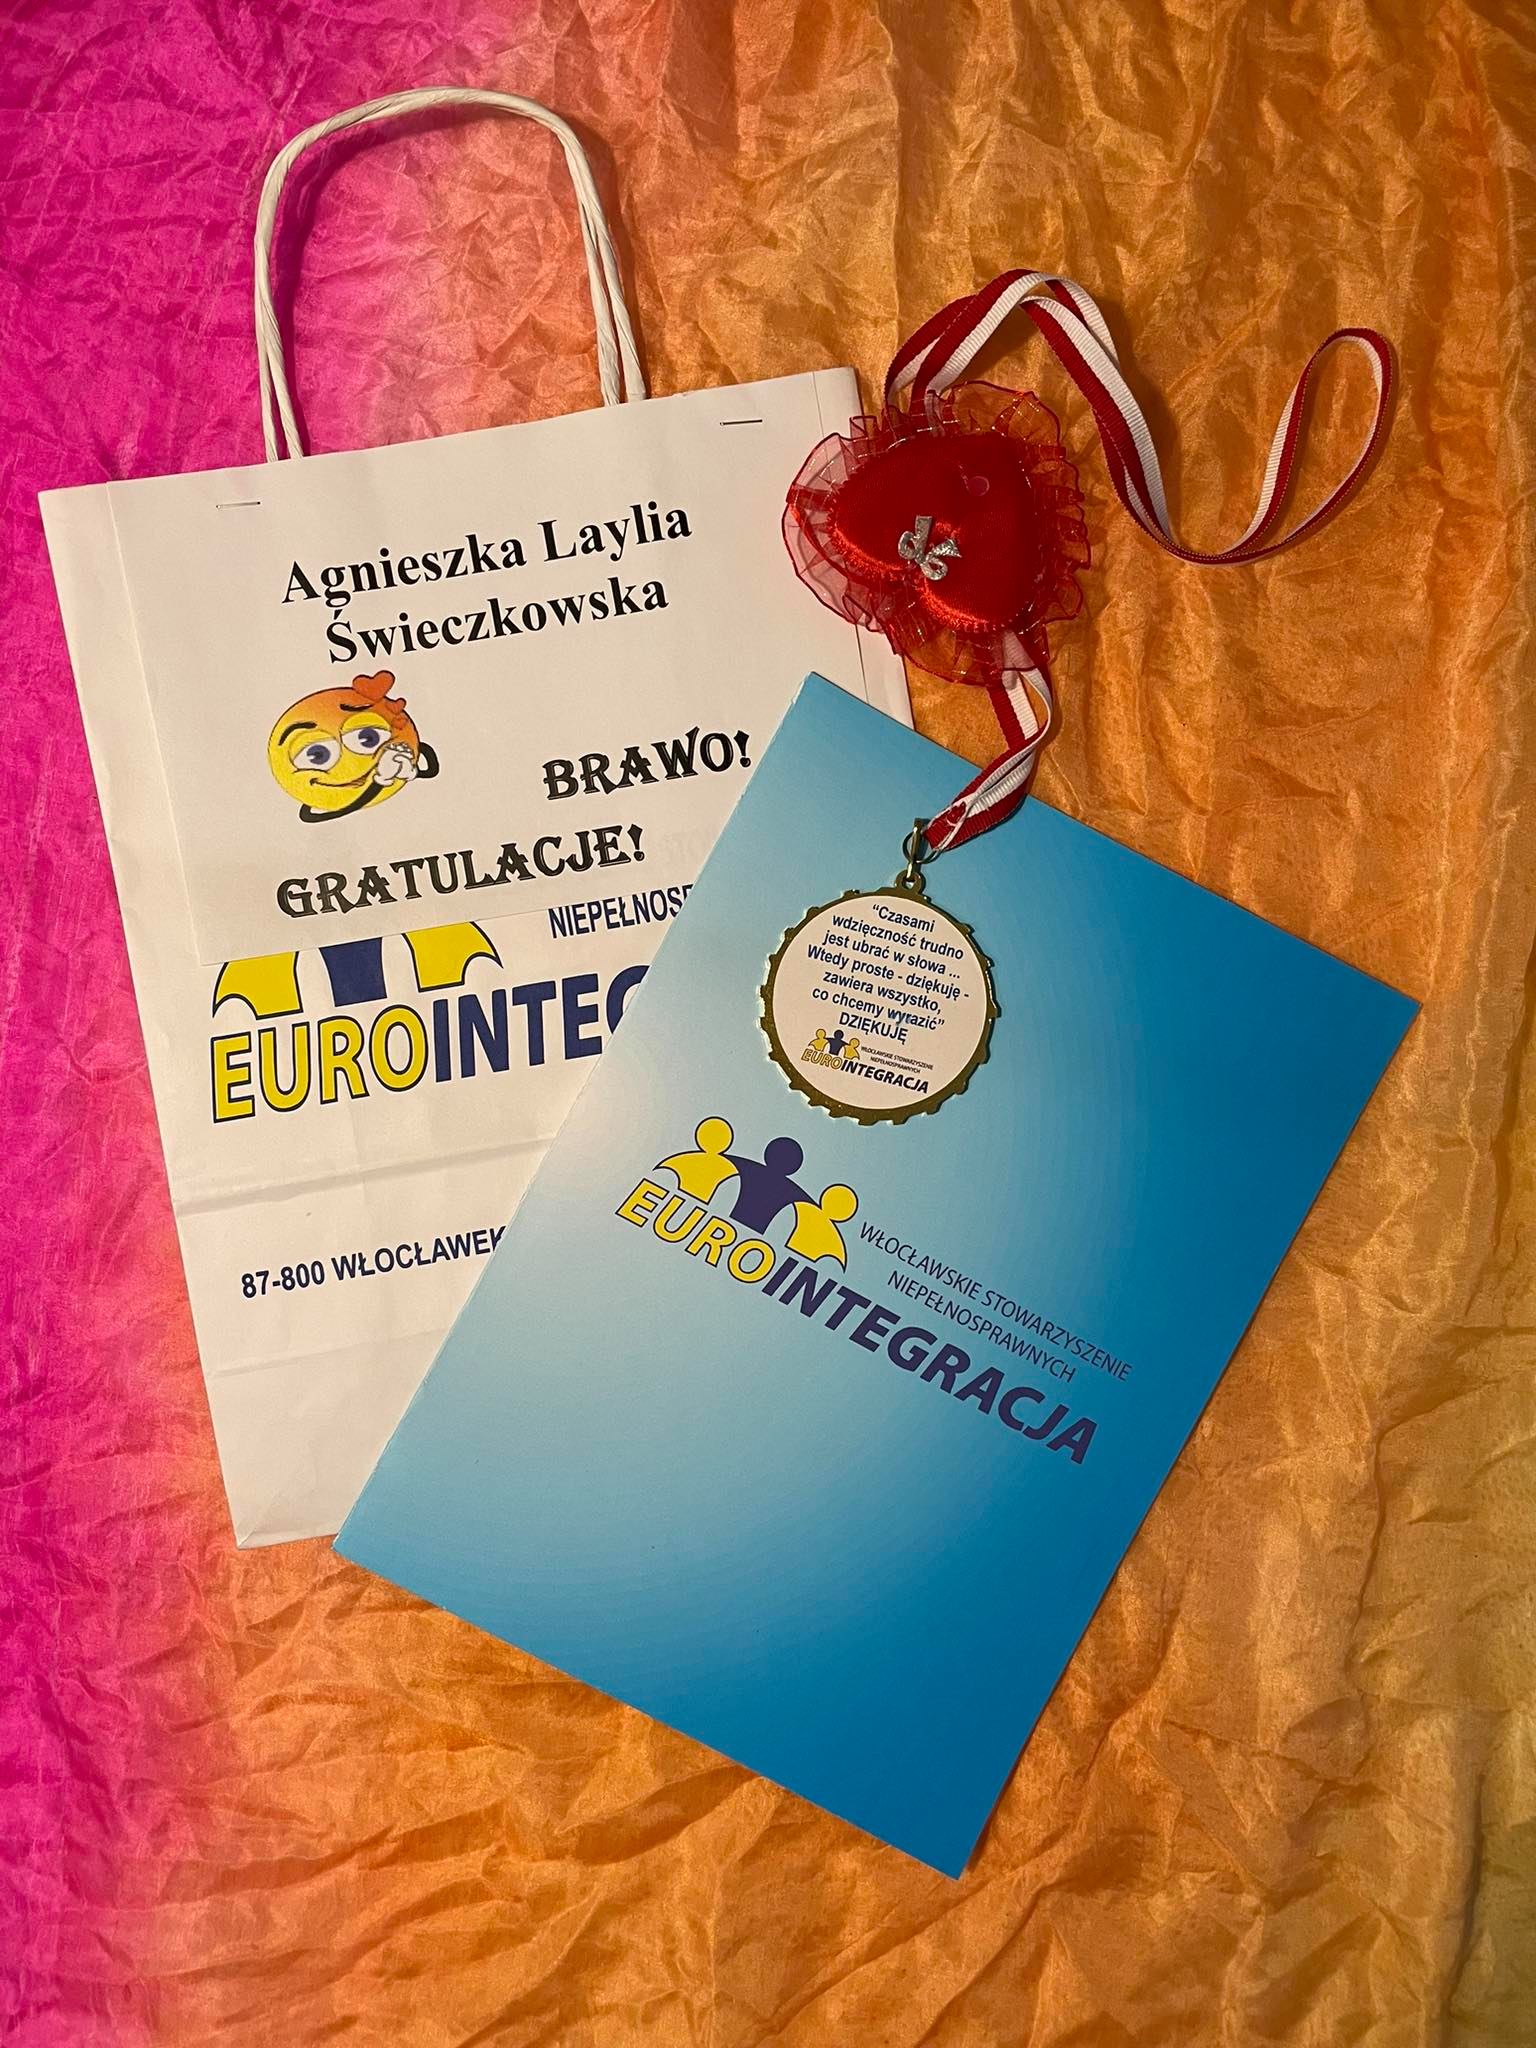 Agnieszka Laylia
Świeczkowska
BRAWO!
GRATULACJE!
EUROINTEG
87-800 WŁOCŁAWEK
"Czasami
wdzięczność trudno
jest ubrać w słowa ...
Wtedy proste - dziękuję -
zawiera wszystko,
co chcemy wyrazić"
DZIĘKUJĘ
WŁOCŁAWSKIE STOWARZYSZENIE
NIEPEŁNOSPRAWNYCH
EUROINTEGRACJA
WŁOCŁAWSKIE STOWARZYSZENIE
NIEPEŁNOSPRAWNYCH
EUROINTEGRACJA